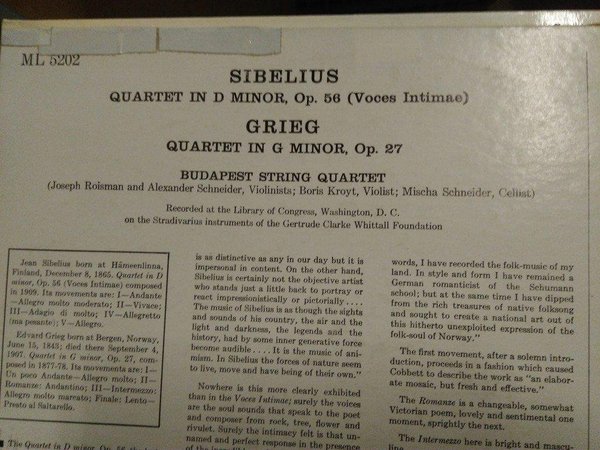 ML 5202
SIBELIUS
QUARTET IN D MINOR, Op. 56 (Voces Intimae)
GRIEG
QUARTET IN G MINOR, Op. 27
BUDAPEST STRING QUARTET
(Joseph Roisman and Alexander Schneider, Violinists; Boris Kroyt, Violist; Mischa Schneider, Cellist)
Recorded at the Library of Congress, Washington, D. C.
on the Stradivarius instruments of the Gertrude Clarke Whittall Foundation
Jean Sibelius born at Hämeenlinna,
Finland, December 8, 1865. Quartet in D
minor, Op. 56 (Voces Intimae) composed
in 1909. Its movements are: I—Andante
—Allegro molto moderato; II—Vivace;
III—Adagio di molto; IV—Allegretto
(ma pesante); V—Allegro.
Edvard Grieg born at Bergen, Norway,
June 15, 1843; died there September 4,
1907. Quartet in G minor, Op. 27, com-
posed in 1877-78. Its movements are: I—
Un poco Andante—Allegro molto; II—
Romanze: Andantino; III—Intermezzo:
Allegro molto marcato; Finale: Lento—
Presto al Saltarello.
The Quartet in D minor, Op. 56
is as distinctive as any in our day but it is
impersonal in content. On the other hand,
Sibelius is certainly not the objective artist
who stands just a little back to portray or
react impressionistically or pictorially . . . .
The music of Sibelius is as though the sights
and sounds of his country, the air and the
light and darkness, the legends and the
history, had by some inner generative force
become audible . . . . It is the music of ani-
mism. In Sibelius the forces of nature seem
to live, move and have being of their own."
Nowhere is this more clearly exhibited
than in the Voces Intimae; surely the voices
are the soul sounds that speak to the poet
and composer from rock, tree, flower and
rivulet. Surely the intimacy felt is that un-
named and perfect response in the presence
words, I have recorded the folk-music of my
land. In style and form I have remained a
German romanticist of the Schumann
school; but at the same time I have dipped
from the rich treasures of native folksong
and sought to create a national art out of
this hitherto unexploited expression of the
folk-soul of Norway."
The first movement, after a solemn intro-
duction, proceeds in a fashion which caused
Cobbett to describe the work as "an elabor-
ate mosaic, but fresh and effective."
The Romanze is a changeable, somewhat
Victorian poem, lovely and sentimental one
moment, sprightly the next.
The Intermezzo here is bright and mascu-